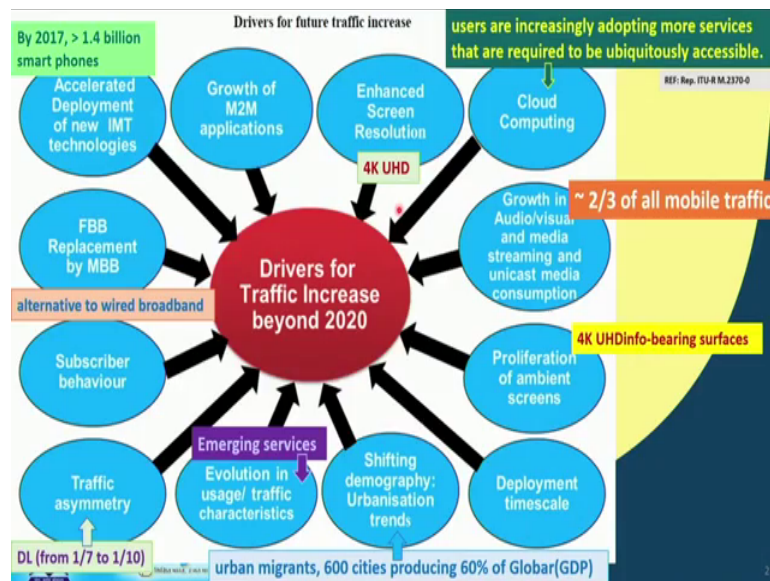 Drivers for future traffic increase
By 2017, > 1.4 billion
smart phones
users are increasingly adopting more services
that are required to be ubiquitously accessible.
REF: Rep. ITU-R M.2370-0
Accelerated
Deployment
of new IMT
technologies
Growth of
M2M
applications
Enhanced
Screen
Resolution
4K UHD
Cloud
Computing
FBB
Replacement
by MBB
alternative to wired broadband
Drivers for
Traffic Increase
beyond 2020
Growth in
Audio/visual
and media
streaming and
unicast media
consumption
~ 2/3 of all mobile traffic
Subscriber
behaviour
4K UHDinfo-bearing surfaces
Proliferation
of ambient
screens
Emerging services
Traffic
asymmetry
Evolution in
usage/ traffic
characteristics
Shifting
demography:
Urbanisation
trends
Deployment
timescale
DL (from 1/7 to 1/10)
urban migrants, 600 cities producing 60% of Globar(GDP)
2